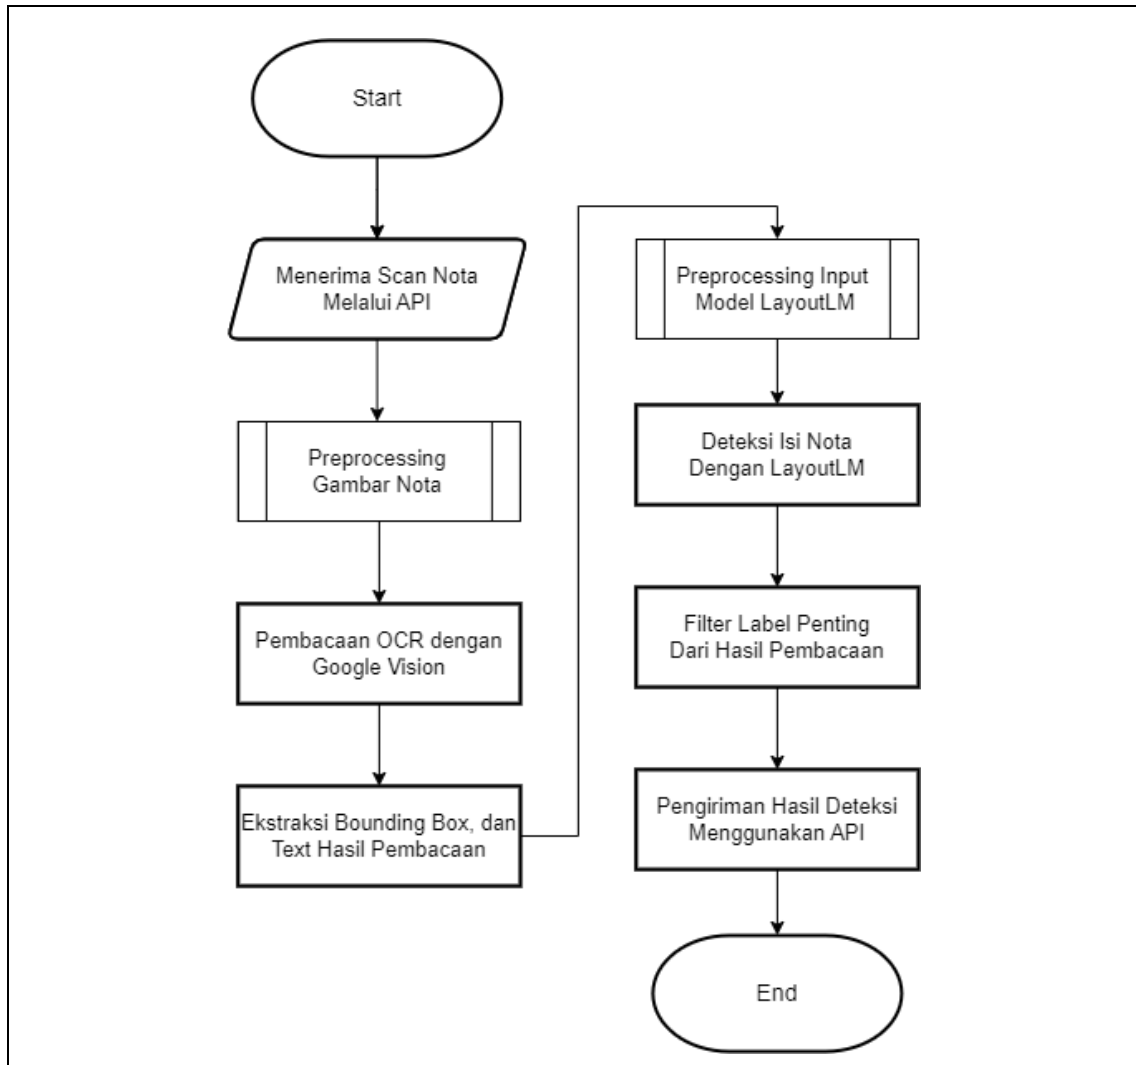 Start
Menerima Scan Nota
Melalui API
Preprocessing
Gambar Nota
Pembacaan OCR dengan
Google Vision
Ekstraksi Bounding Box, dan
Text Hasil Pembacaan
Preprocessing Input
Model LayoutLM
Deteksi Isi Nota
Dengan LayoutLM
Filter Label Penting
Dari Hasil Pembacaan
Pengiriman Hasil Deteksi
Menggunakan API
End